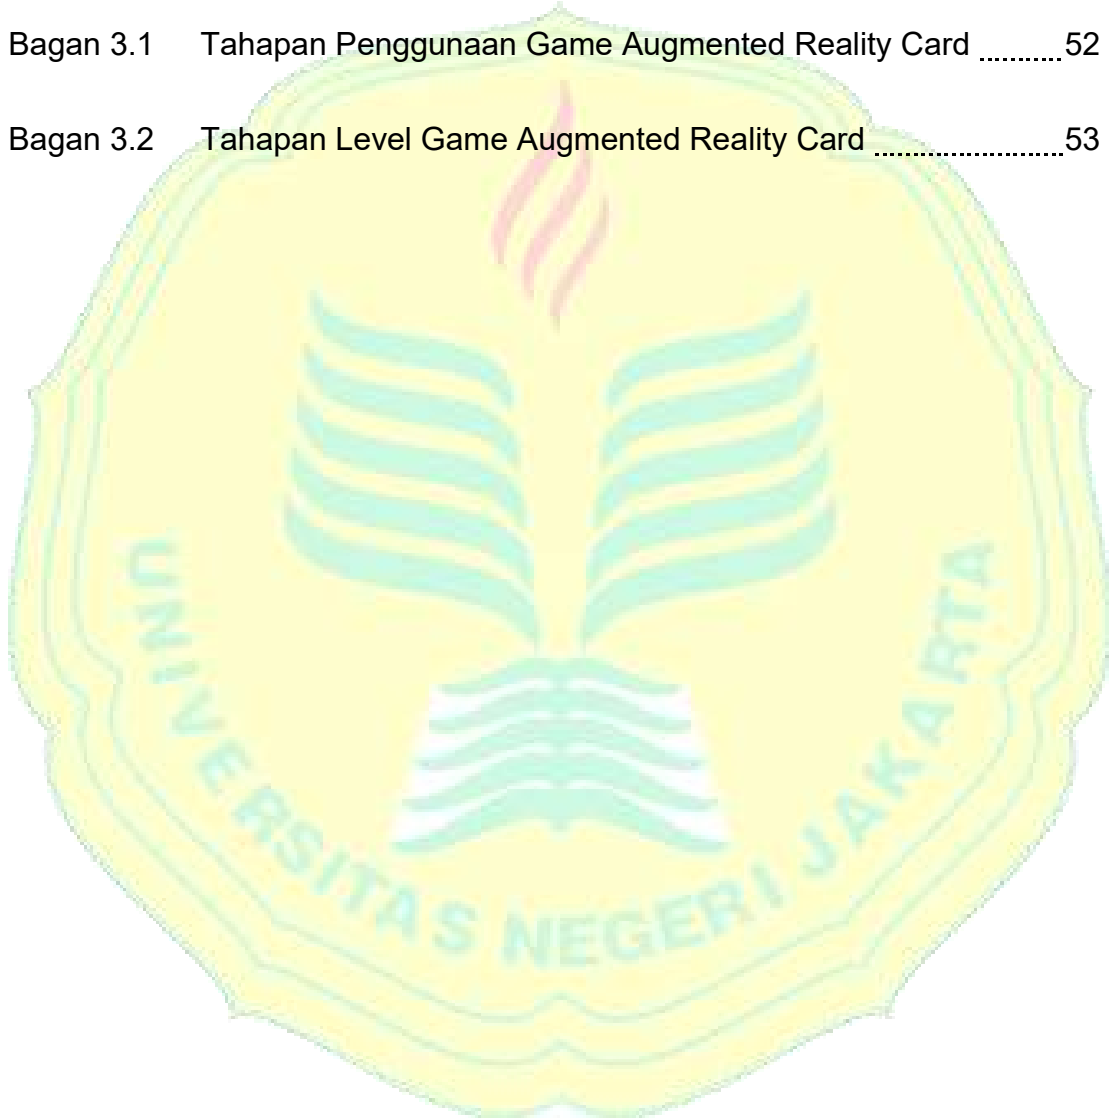 Bagan 3.1 Tahapan Penggunaan Game Augmented Reality Card ..........52
Bagan 3.2 Tahapan Level Game Augmented Reality Card ......................53
UNIVERSITAS NEGERI JAKARTA